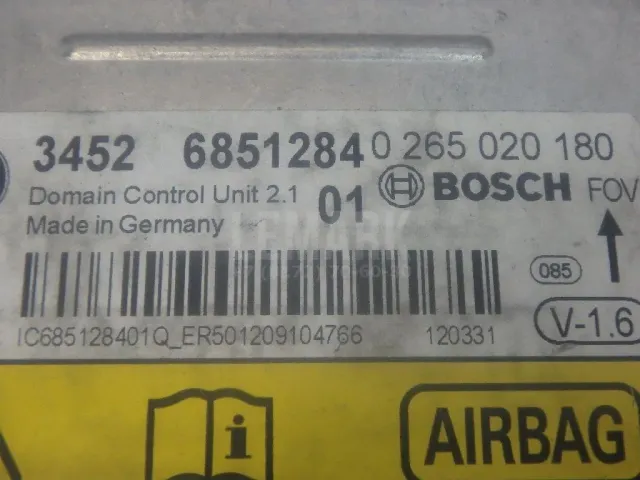 3452 6851284 0 265 020 180
Domain Control Unit 2.1 01 BOSCH FOV
Made in Germany
085
IC685128401Q_ER501209104766 120331
V-1.6
i AIRBAG